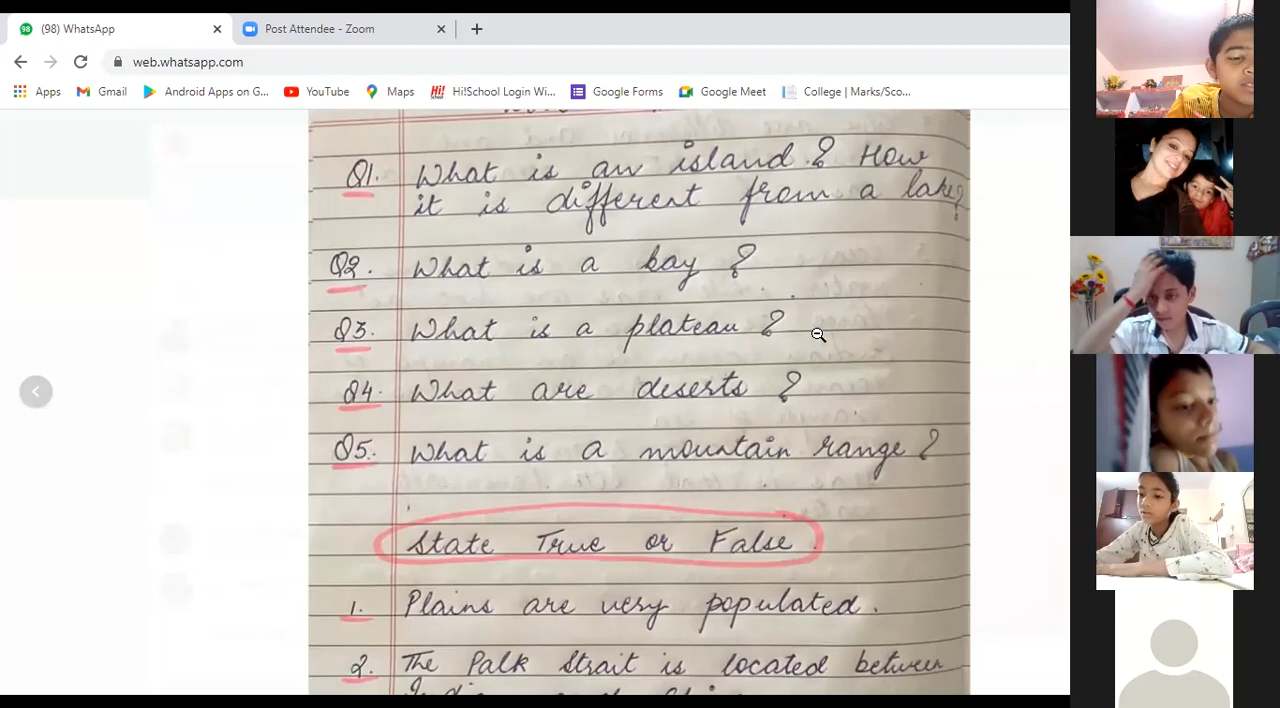 (98) WhatsApp
Post Attendee - Zoom
web.whatsapp.com
Apps
Gmail
Android Apps on G...
YouTube
Maps
Hi!School Login Wi...
Google Forms
Google Meet
College | Marks/Sco...
Q1. What is an island? How
it is different from a lake?
Q2. What is a bay?
Q3. What is a plateau?
Q4. What are deserts?
Q5. What is a mountain range?
State True or False.
1. Plains are very populated.
2. The Palk Strait is located between